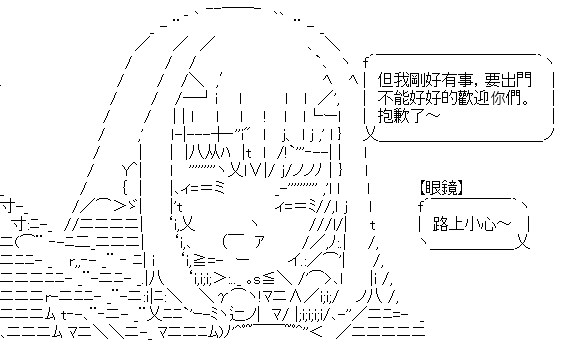 但我剛好有事，要出門
不能好好的歡迎你們。
抱歉了～
【眼鏡】
路上小心～